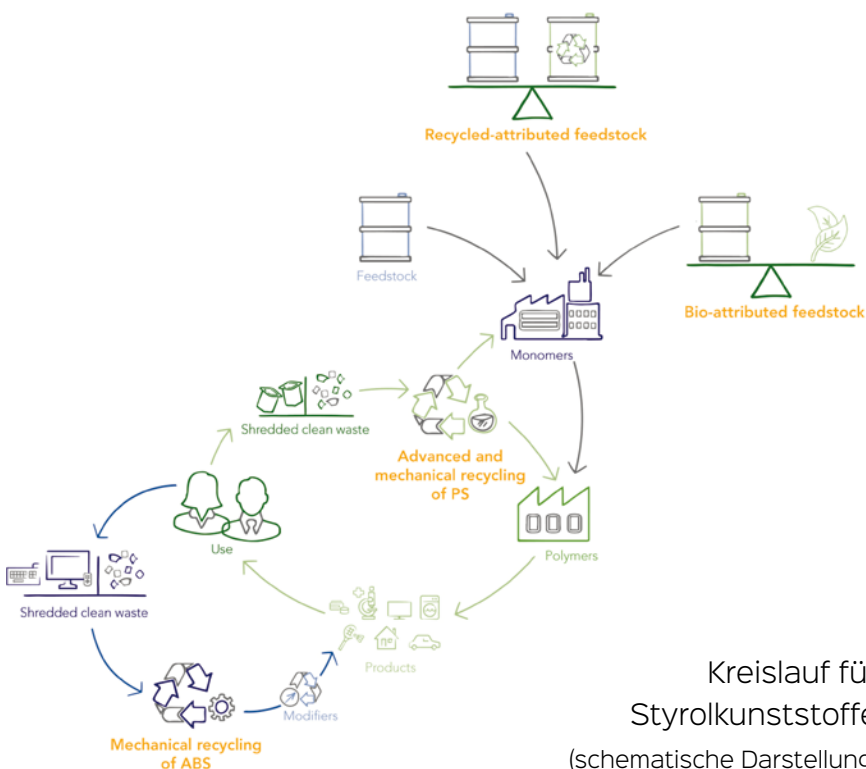 Recycled-attributed feedstock
Feedstock
Bio-attributed feedstock
Monomers
Shredded clean waste
Advanced and
mechanical recycling
of PS
Use
Polymers
Shredded clean waste
Products
Modifiers
Mechanical recycling
of ABS
Kreislauf fü
Styrolkunststoffe
(schematische Darstellung